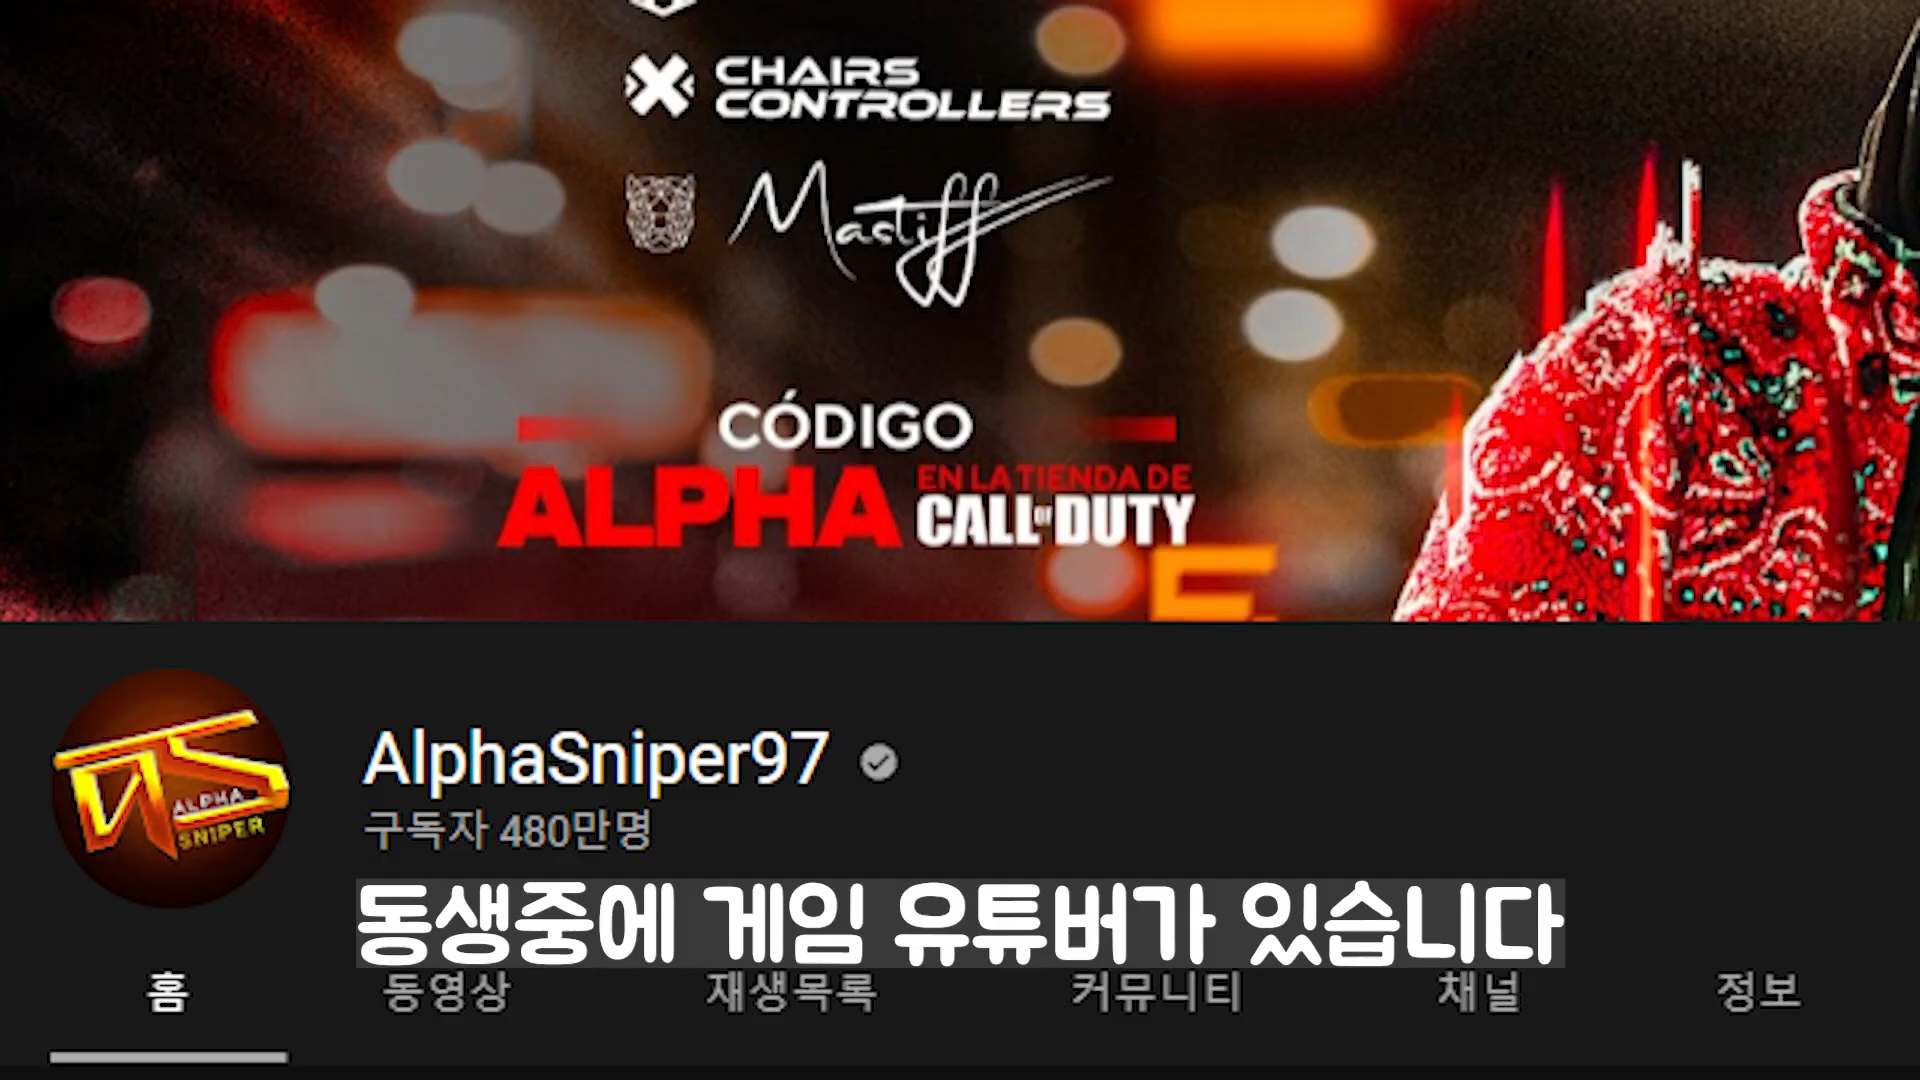 CHAIRS
CONTROLLERS
Mastiff
CÓDIGO
ALPHA EN LA TIENDA DE
CALL OF DUTY
ALPHA
SNIPER
AlphaSniper97
구독자 480만명
동생중에 게임 유튜버가 있습니다
홈 동영상 재생목록 커뮤니티 채널 정보